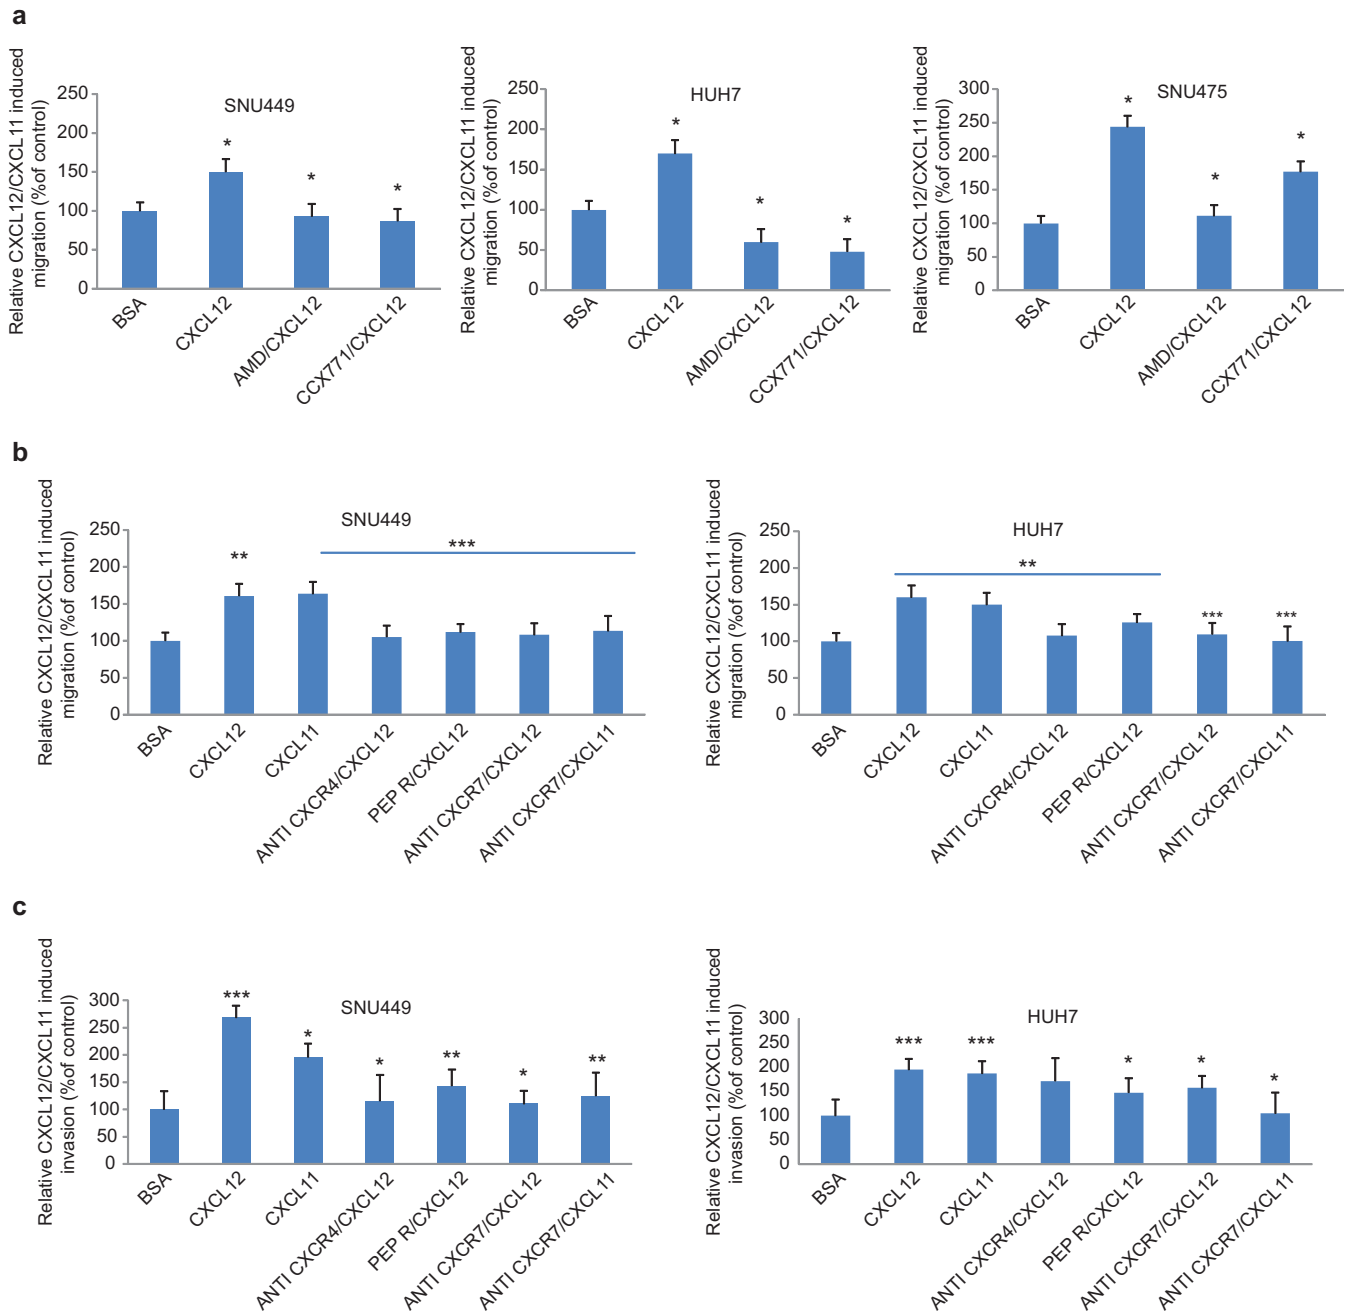 a
Relative CXCL12/CXCL11 induced
migration (%of control)
250
200
150
100
50
0
SNU449
*
*
*
BSA
CXCL12
AMD/CXCL12
CCX771/CXCL12
Relative CXCL12/CXCL11 induced
migration (%of control)
250
200
150
100
50
0
HUH7
*
*
*
BSA
CXCL12
AMD/CXCL12
CCX771/CXCL12
Relative CXCL12/CXCL11 induced
migration (%of control)
300
250
200
150
100
50
0
SNU475
*
*
*
BSA
CXCL12
AMD/CXCL12
CCX771/CXCL12
b
Relative CXCL12/CXCL11 induced
migration (%of control)
250
200
150
100
50
0
SNU449
**
***
BSA
CXCL12
CXCL11
ANTI CXCR4/CXCL12
PEP R/CXCL12
ANTI CXCR7/CXCL12
ANTI CXCR7/CXCL11
Relative CXCL12/CXCL11 induced
migration (%of control)
250
200
150
100
50
0
HUH7
**
***
***
BSA
CXCL12
CXCL11
ANTI CXCR4/CXCL12
PEP R/CXCL12
ANTI CXCR7/CXCL12
ANTI CXCR7/CXCL11
c
Relative CXCL12/CXCL11 induced
invasion (%of control)
300
250
200
150
100
50
0
SNU449
***
*
*
**
*
**
BSA
CXCL12
CXCL11
ANTI CXCR4/CXCL12
PEP R/CXCL12
ANTI CXCR7/CXCL12
ANTI CXCR7/CXCL11
Relative CXCL12/CXCL11 induced
invasion (%of control)
300
250
200
150
100
50
0
HUH7
***
***
*
*
*
BSA
CXCL12
CXCL11
ANTI CXCR4/CXCL12
PEP R/CXCL12
ANTI CXCR7/CXCL12
ANTI CXCR7/CXCL11